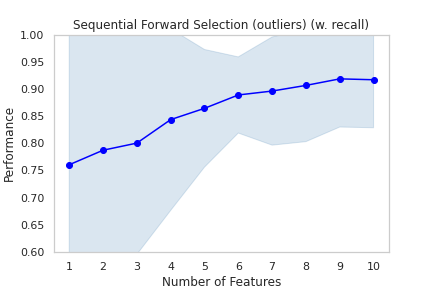 Sequential Forward Selection (outliers) (w. recall)
1.00
0.95
0.90
0.85
0.80
0.75
0.70
0.65
0.60
Performance
1 2 3 4 5 6 7 8 9 10
Number of Features